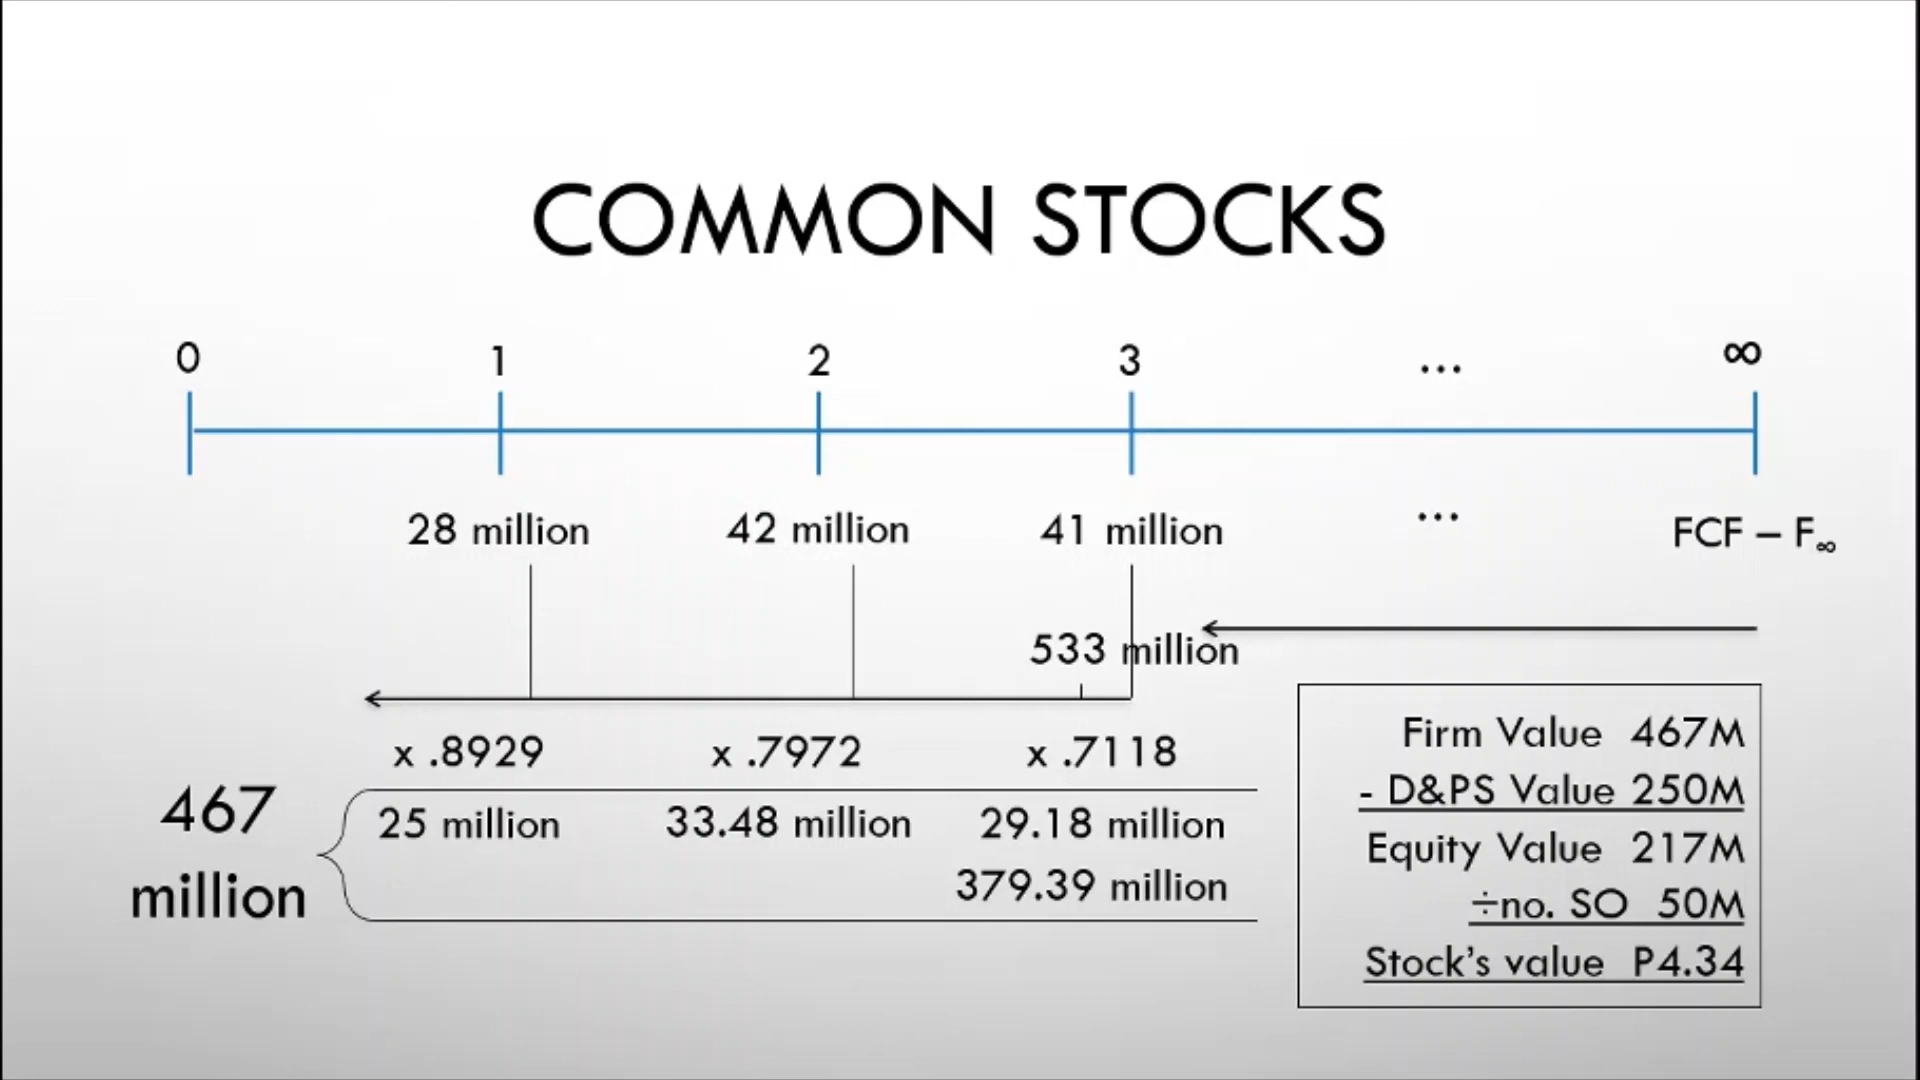 COMMON STOCKS
0 1 2 3 ... ∞
28 million 42 million 41 million ... FCF – F∞
533 million
x .8929 x .7972 x .7118
467
million
25 million 33.48 million 29.18 million
379.39 million
Firm Value 467M
- D&PS Value 250M
Equity Value 217M
÷no. SO 50M
Stock's value P4.34